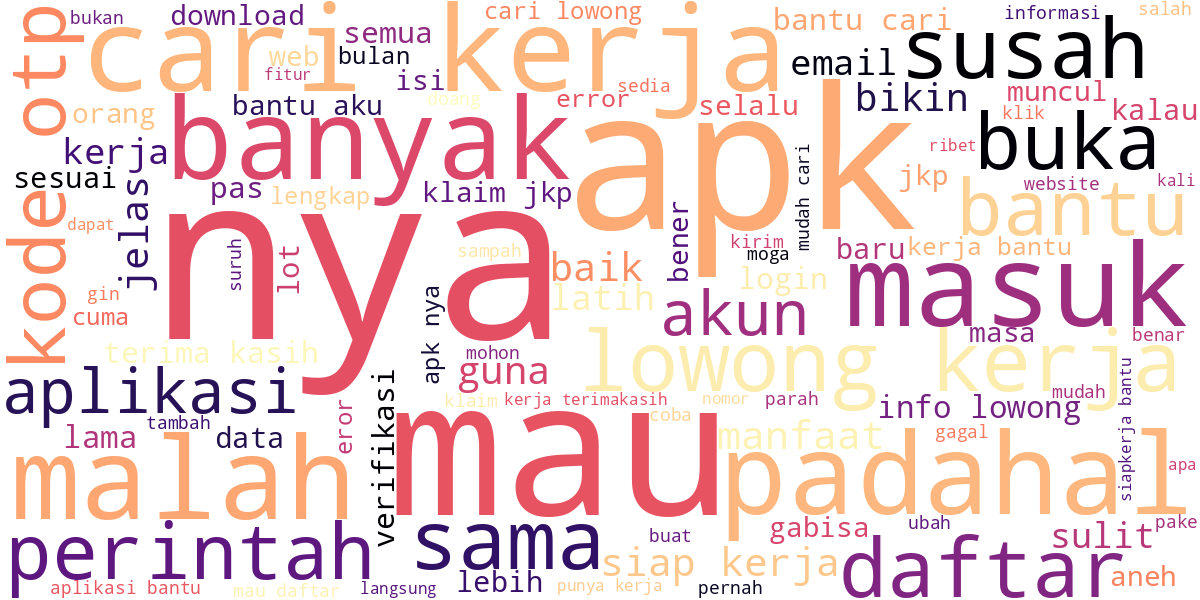 bukan
download
cari kerja
cari lowong
bantu cari
informasi
salah
kode otp
semua
web
bulan
fitur
isi
susah
email
orang
bantu aku
doang
error
sedia
selalu
bikin
muncul
klik
kalau
kerja
banyak
apk
ribet
buka
sesuai
jelas
pas
lengkap
klaim jkp
mudah cari
jkp
website
kali
bantu
dapat
nya
suruh
lot
sampah
bener
kirim
moga
baru
kerja bantu
gin
cuma
baik
latih
login
akun
masuk
terima kasih
apk nya
mohon
guna
lowong kerja
masa
benar
aplikasi
verifikasi
klaim
kerja terimakasih
coba
nomor
parah
mudah
info lowong
siapkerja bantu
tambah
lama
data
eror
mau
manfaat
gagal
apa
malah
padahal
perintah
sama
buat
gabisa
ubah
sulit
pake
siap kerja
daftar
aneh
aplikasi bantu
mau daftar
langsung
lebih
punya kerja
pernah